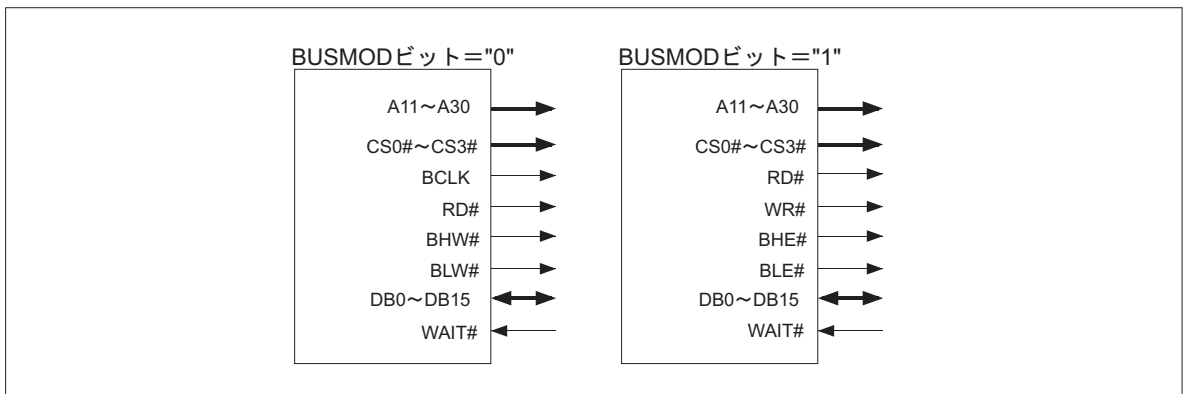 BUSMODビット＝"0"
A11〜A30
CS0#〜CS3#
BCLK
RD#
BHW#
BLW#
DB0〜DB15
WAIT#
BUSMODビット＝"1"
A11〜A30
CS0#〜CS3#
RD#
WR#
BHE#
BLE#
DB0〜DB15
WAIT#